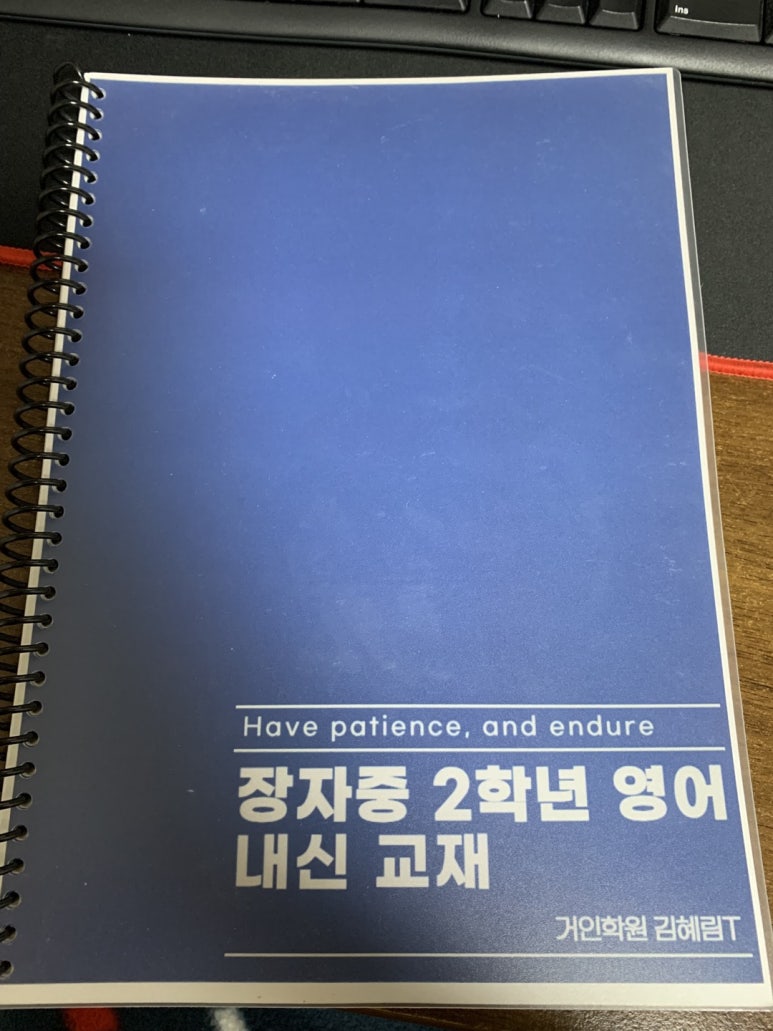 Ins
Have patience, and endure
장자중 2학년 영어
내신 교재
거인학원 김혜림T